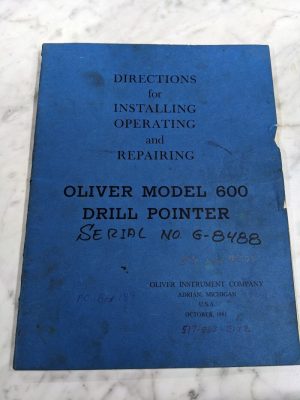 DIRECTIONS
for
INSTALLING
OPERATING
and
REPAIRING
OLIVER MODEL 600
DRILL POINTER
SERIAL NO. G-8488
OLIVER INSTRUMENT COMPANY
ADRIAN, MICHIGAN
U.S.A.
OCTOBER, 1941